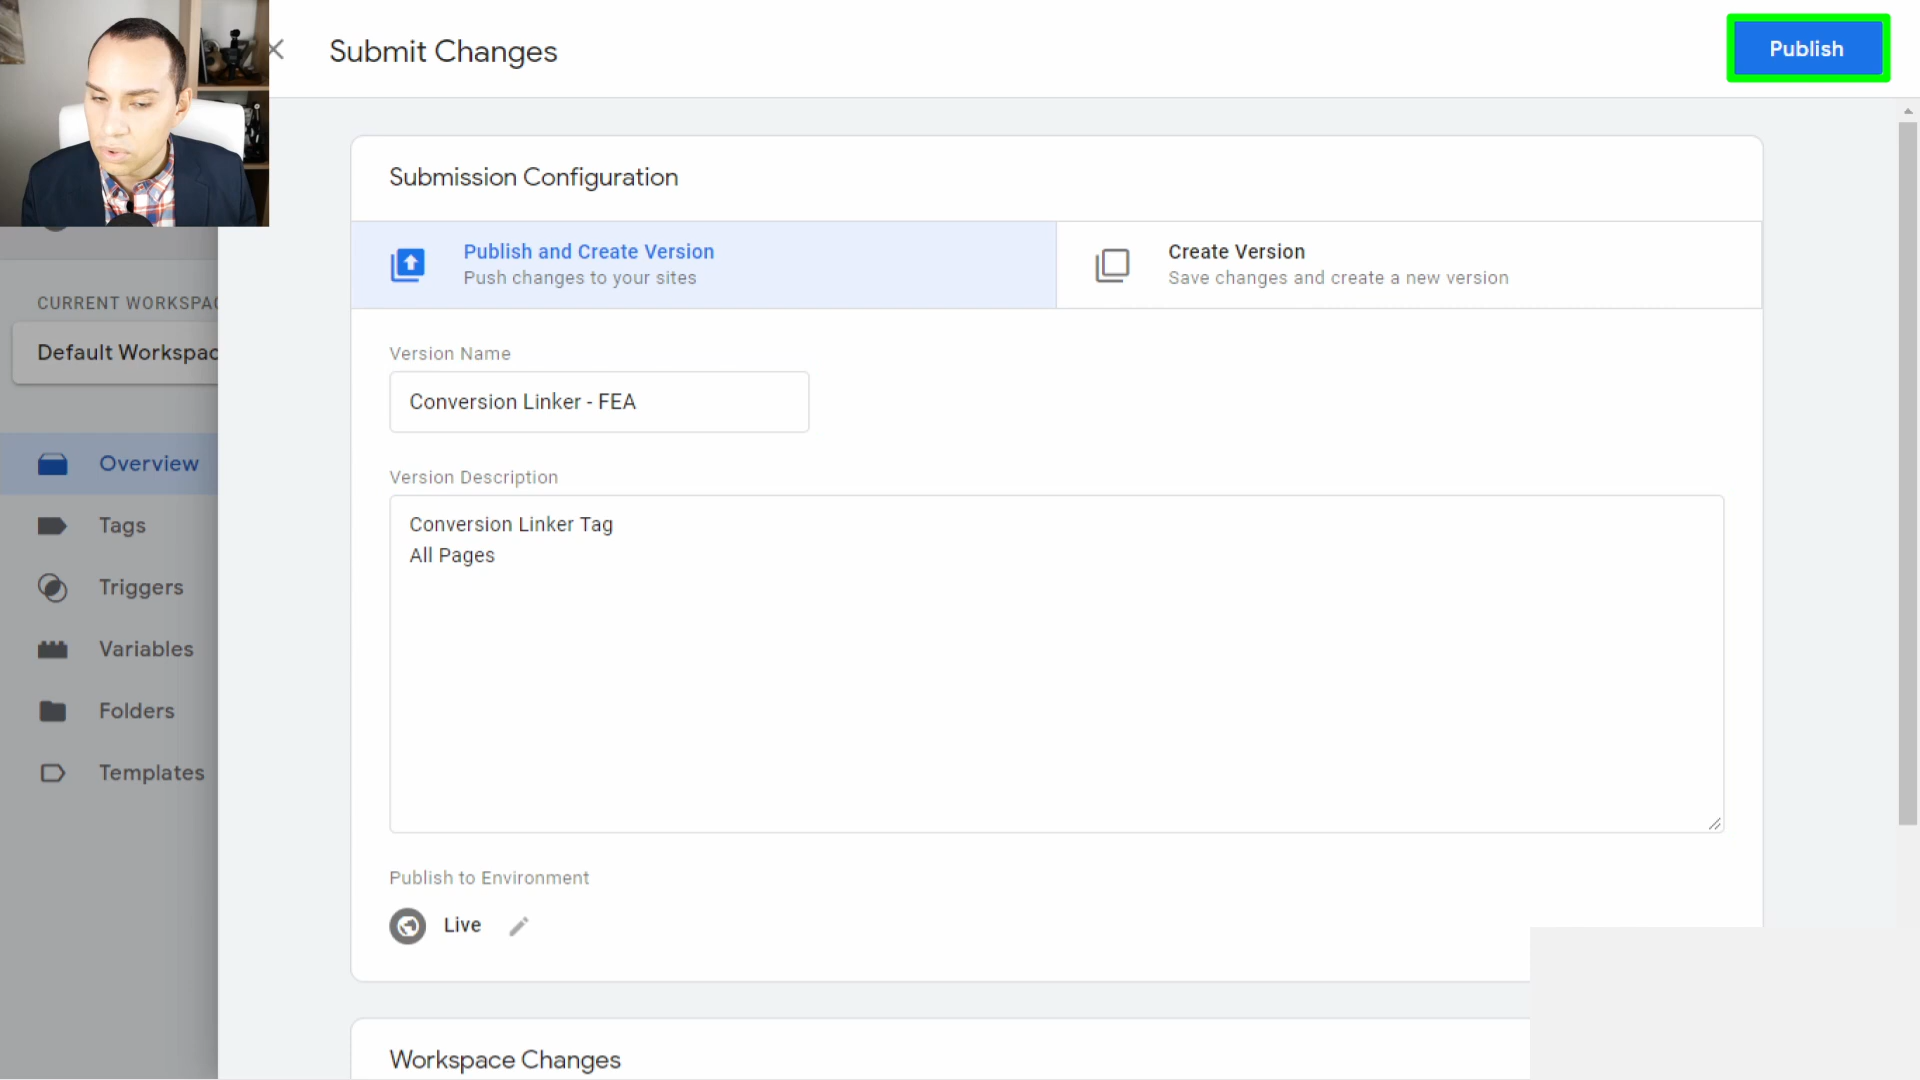 Submit Changes
Publish
Submission Configuration
Publish and Create Version
Push changes to your sites
Create Version
Save changes and create a new version
CURRENT WORKSPAC
Default Workspac
Overview
Tags
Triggers
Variables
Folders
Templates
Version Name
Conversion Linker - FEA
Version Description
Conversion Linker Tag
All Pages
Publish to Environment
Live
Workspace Changes